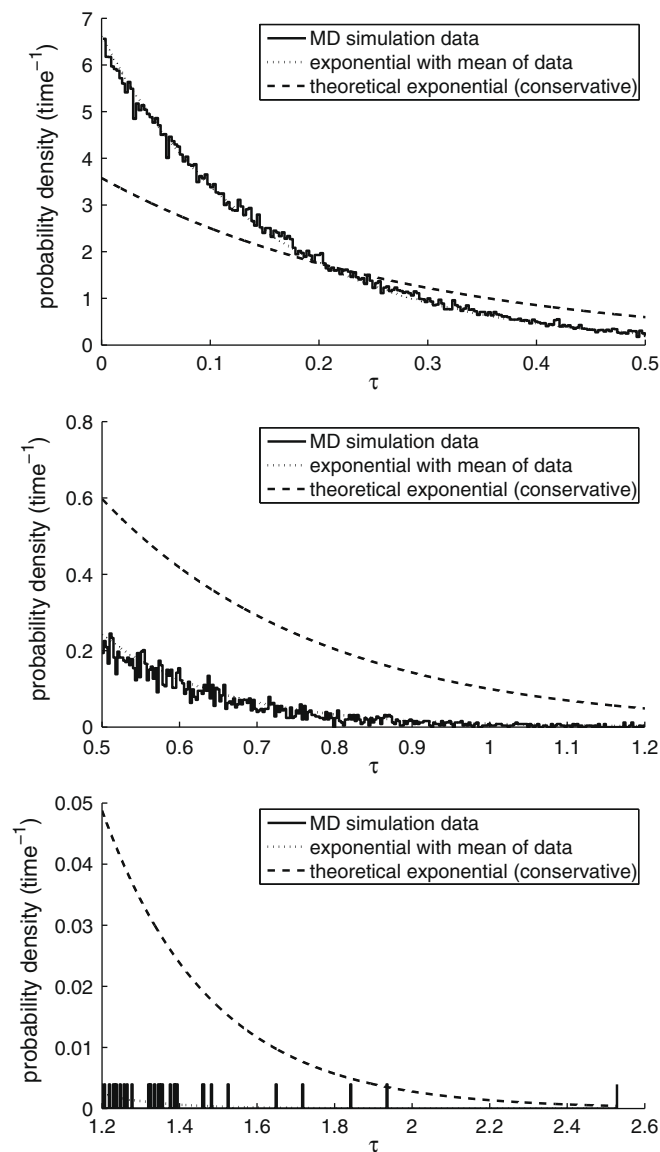 MD simulation data
exponential with mean of data
theoretical exponential (conservative)
probability density (time⁻¹)
7
6
5
4
3
2
1
0
0 0.1 0.2 0.3 0.4 0.5
τ
MD simulation data
exponential with mean of data
theoretical exponential (conservative)
probability density (time⁻¹)
0.8
0.6
0.4
0.2
0
0.5 0.6 0.7 0.8 0.9 1 1.1 1.2
τ
MD simulation data
exponential with mean of data
theoretical exponential (conservative)
probability density (time⁻¹)
0.05
0.04
0.03
0.02
0.01
0.00
1.2 1.4 1.6 1.8 2 2.2 2.4 2.6
τ